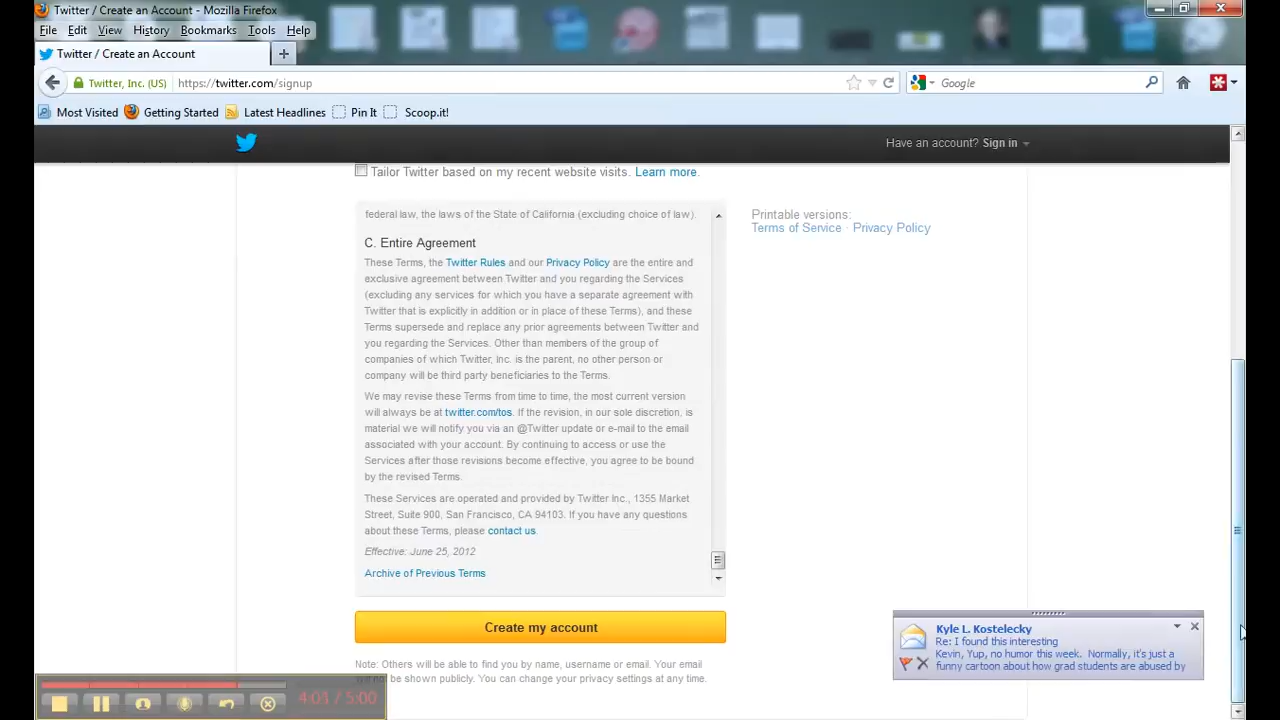 Twitter / Create an Account - Mozilla Firefox
File Edit View History Bookmarks Tools Help
Twitter / Create an Account
Twitter, Inc. (US) https://twitter.com/signup Google
Most Visited Getting Started Latest Headlines Pin It Scoop.it!
Have an account? Sign in
Tailor Twitter based on my recent website visits. Learn more.
federal law, the laws of the State of California (excluding choice of law).
C. Entire Agreement
These Terms, the Twitter Rules and our Privacy Policy are the entire and
exclusive agreement between Twitter and you regarding the Services
(excluding any services for which you have a separate agreement with
Twitter that is explicitly in addition or in place of these Terms), and these
Terms supersede and replace any prior agreements between Twitter and
you regarding the Services. Other than members of the group of
companies of which Twitter, Inc. is the parent, no other person or
company will be third party beneficiaries to the Terms.
We may revise these Terms from time to time, the most current version
will always be at twitter.com/tos. If the revision, in our sole discretion, is
material we will notify you via an @Twitter update or e-mail to the email
associated with your account. By continuing to access or use the
Services after those revisions become effective, you agree to be bound
by the revised Terms.
These Services are operated and provided by Twitter Inc., 1355 Market
Street, Suite 900, San Francisco, CA 94103. If you have any questions
about these Terms, please contact us.
Effective: June 25, 2012
Archive of Previous Terms
Printable versions:
Terms of Service · Privacy Policy
Create my account
Note: Others will be able to find you by name, username or email. Your email
will not be shown publicly. You can change your privacy settings at any time.
Kyle L. Kostelecky
Re: I found this interesting
Kevin, Yup, no humor this week. Normally, it's just a
funny cartoon about how grad students are abused by
4:03 / 5:00